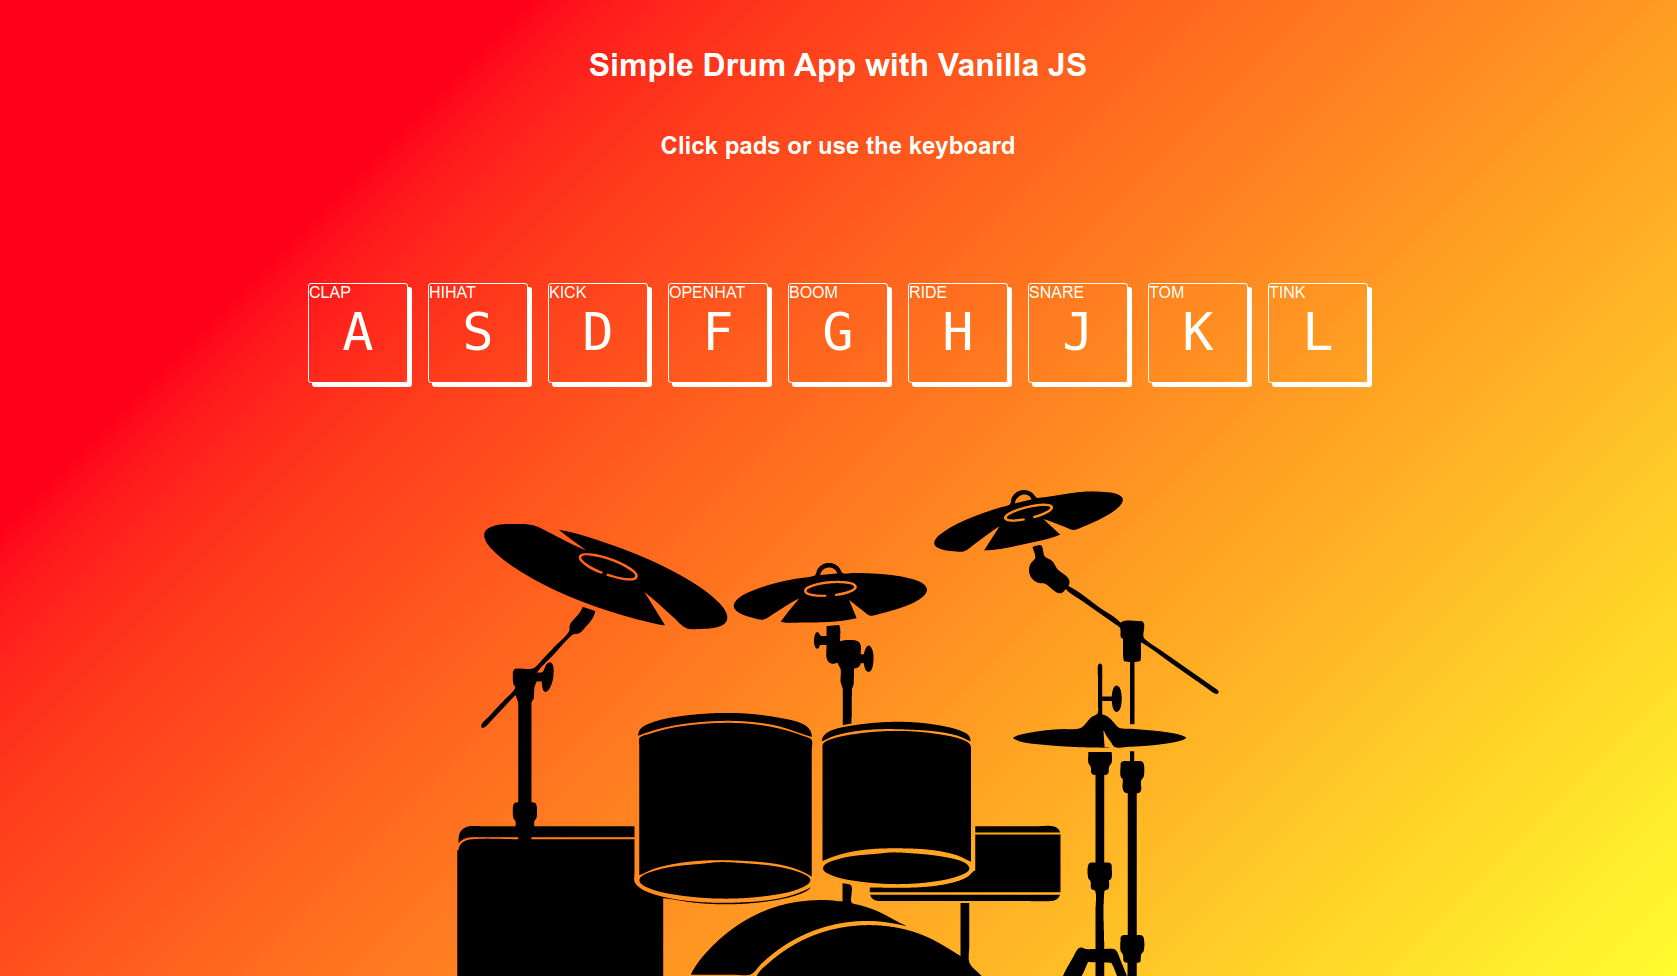 Simple Drum App with Vanilla JS
Click pads or use the keyboard
CLAP HIHAT KICK OPENHAT BOOM RIDE SNARE TOM TINK
A S D F G H J K L